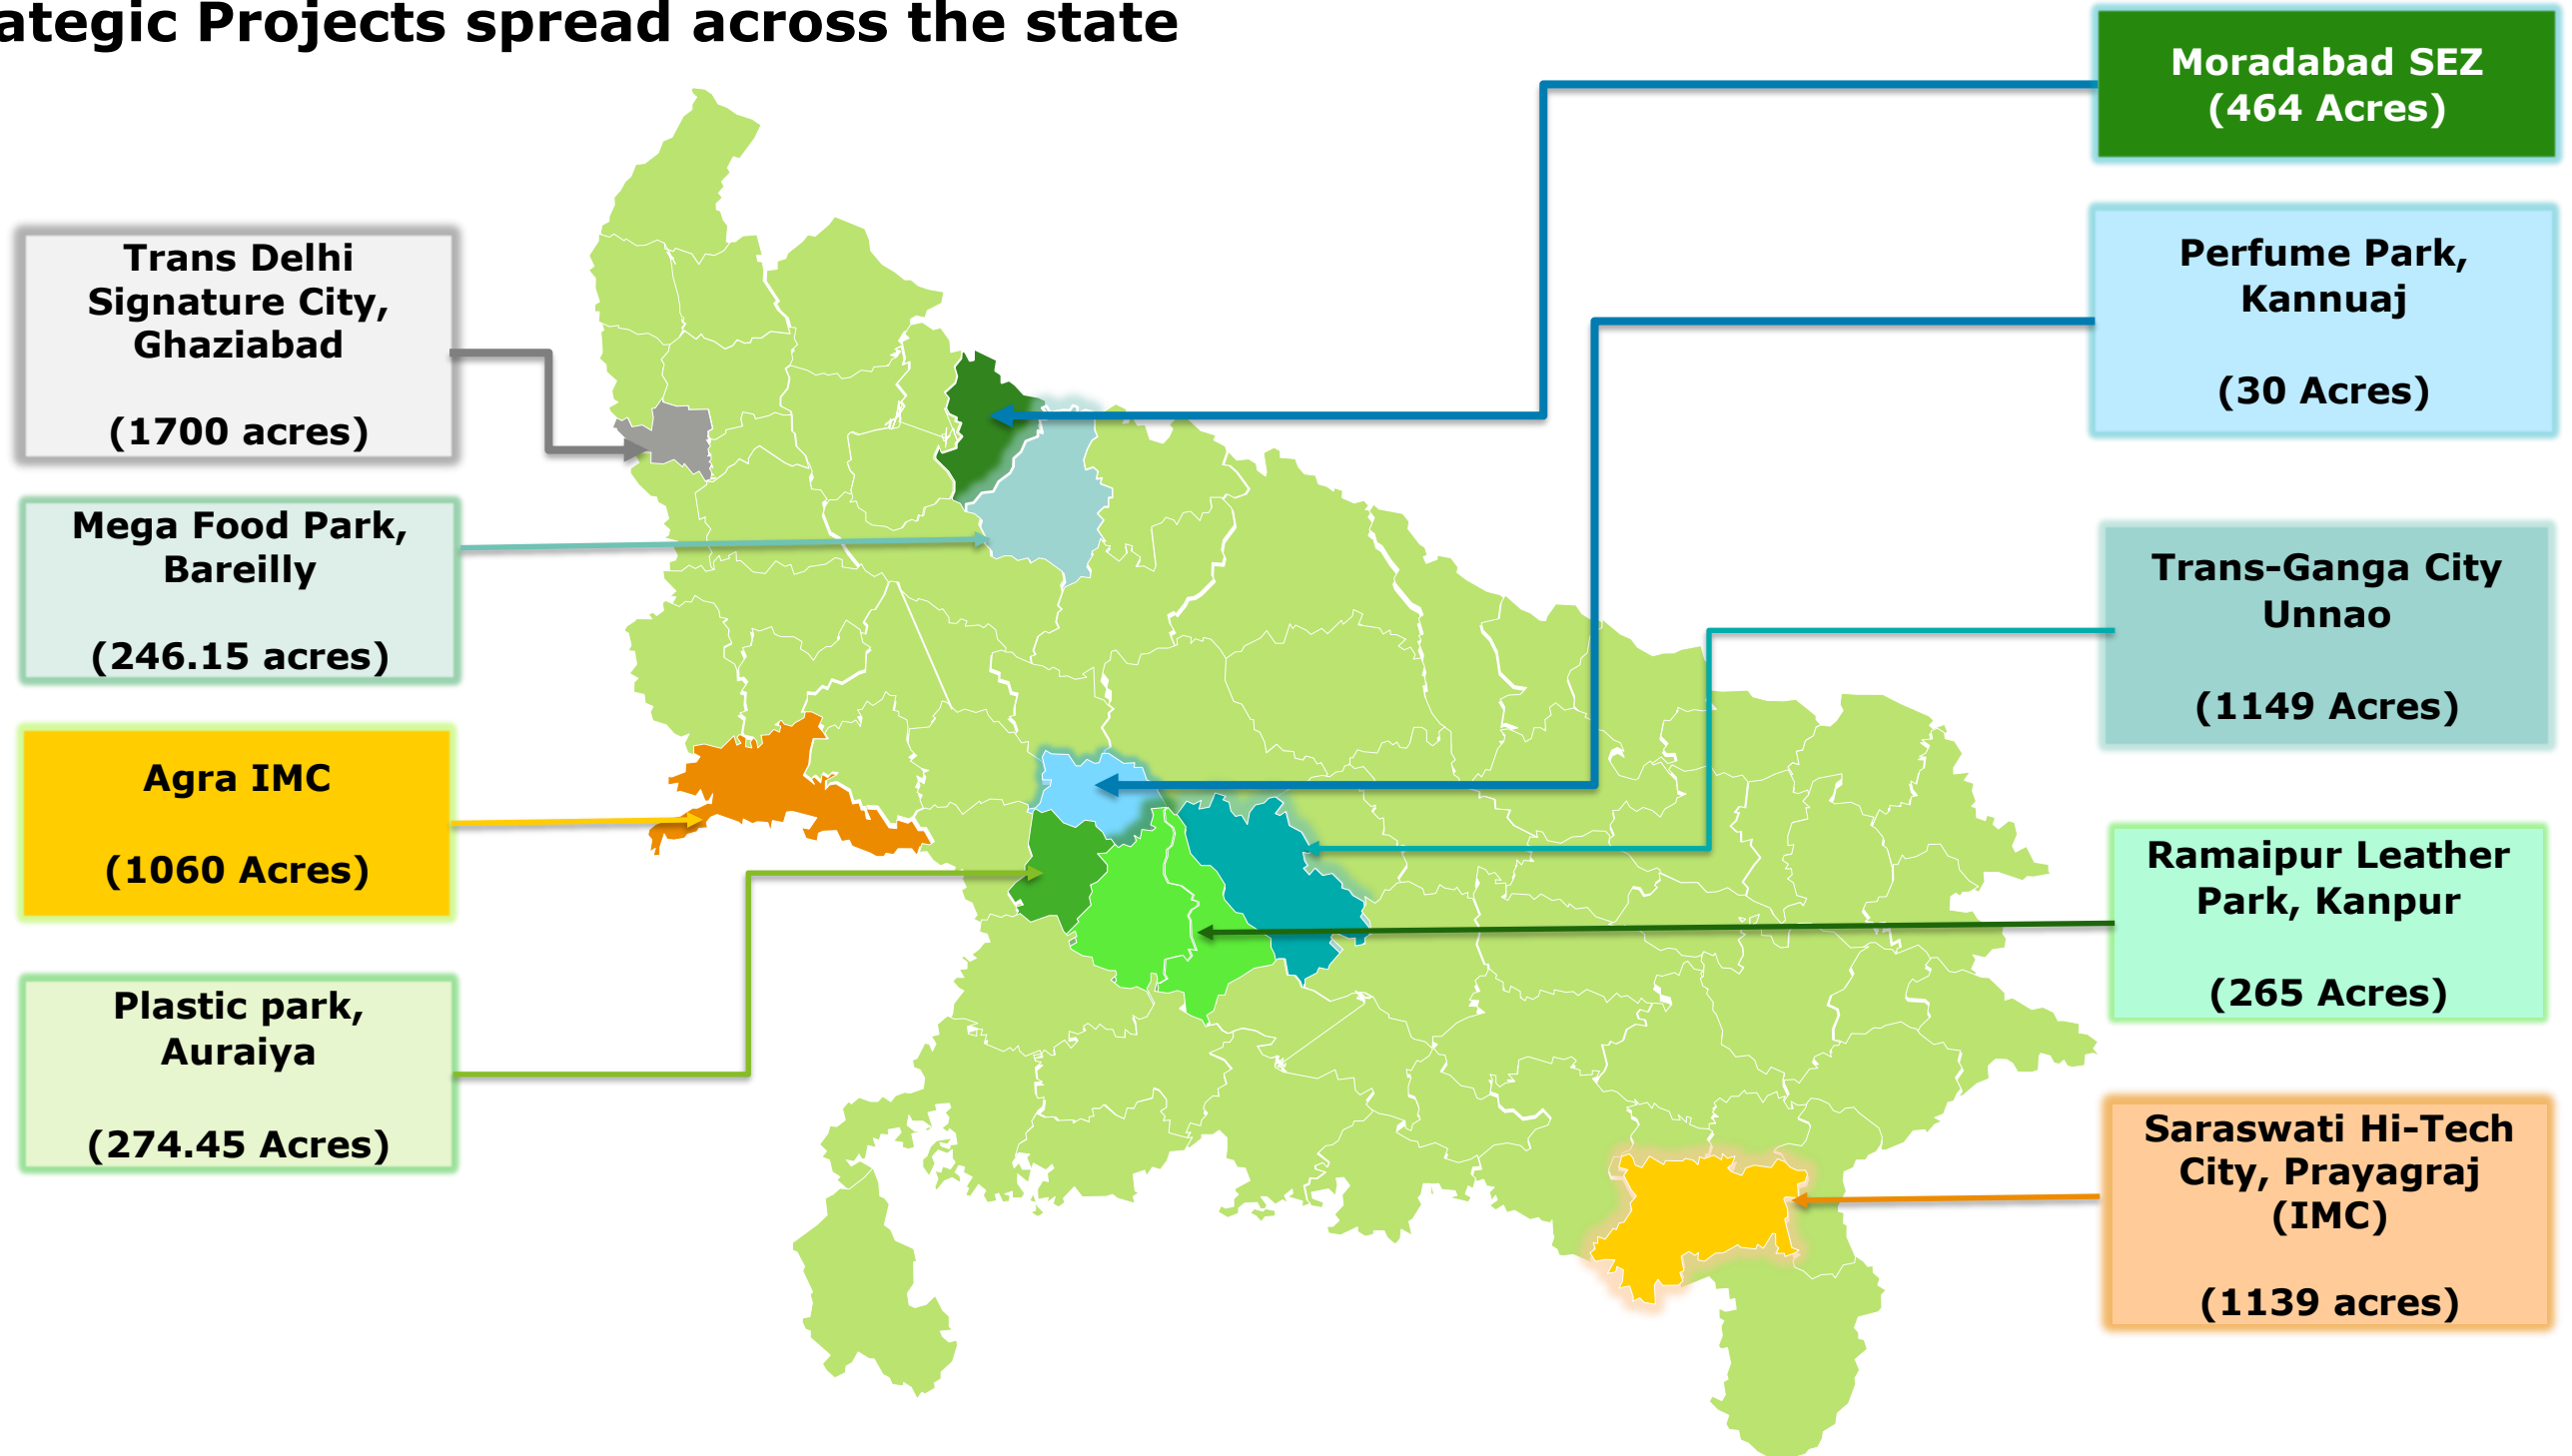 ategic Projects spread across the state
Trans Delhi
Signature City,
Ghaziabad
(1700 acres)
Mega Food Park,
Bareilly
(246.15 acres)
Agra IMC
(1060 Acres)
Plastic park,
Auraiya
(274.45 Acres)
Moradabad SEZ
(464 Acres)
Perfume Park,
Kannuaj
(30 Acres)
Trans-Ganga City
Unnao
(1149 Acres)
Ramaipur Leather
Park, Kanpur
(265 Acres)
Saraswati Hi-Tech
City, Prayagraj
(IMC)
(1139 acres)